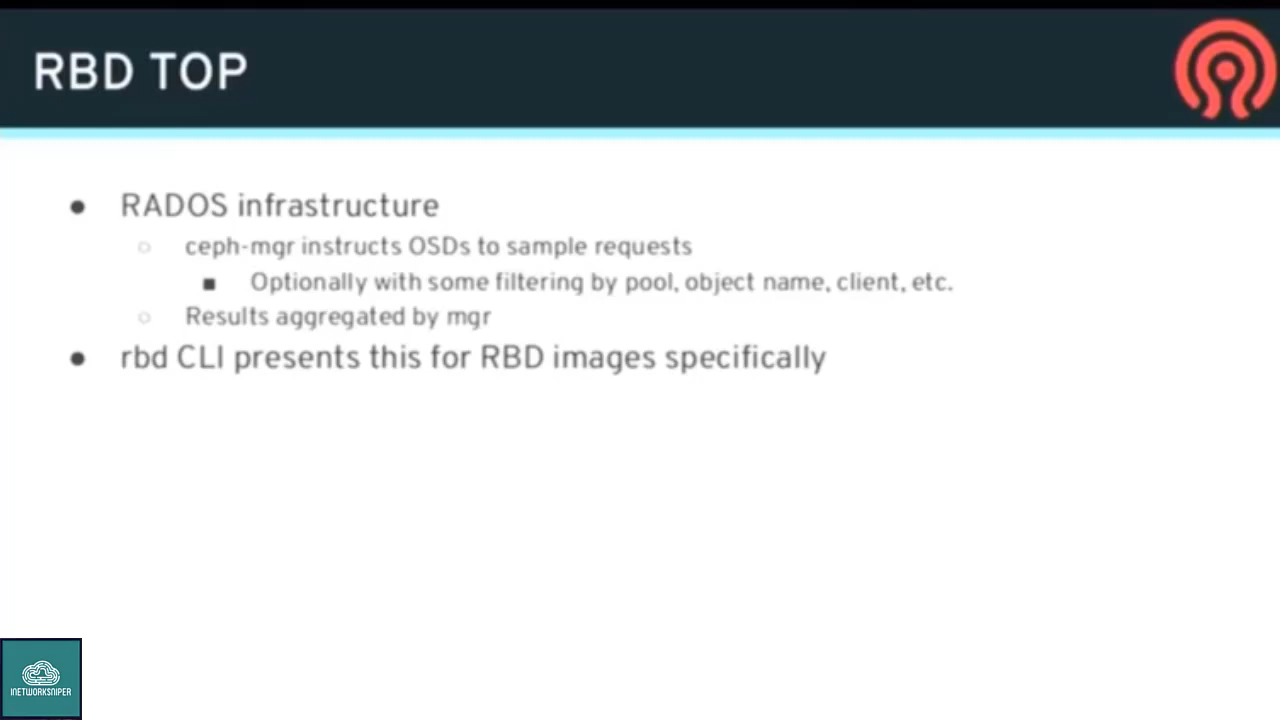 RBD TOP
RADOS infrastructure
ceph-mgr instructs OSDs to sample requests
Optionally with some filtering by pool, object name, client, etc.
Results aggregated by mgr
rbd CLI presents this for RBD images specifically
INETWORKSNIPER